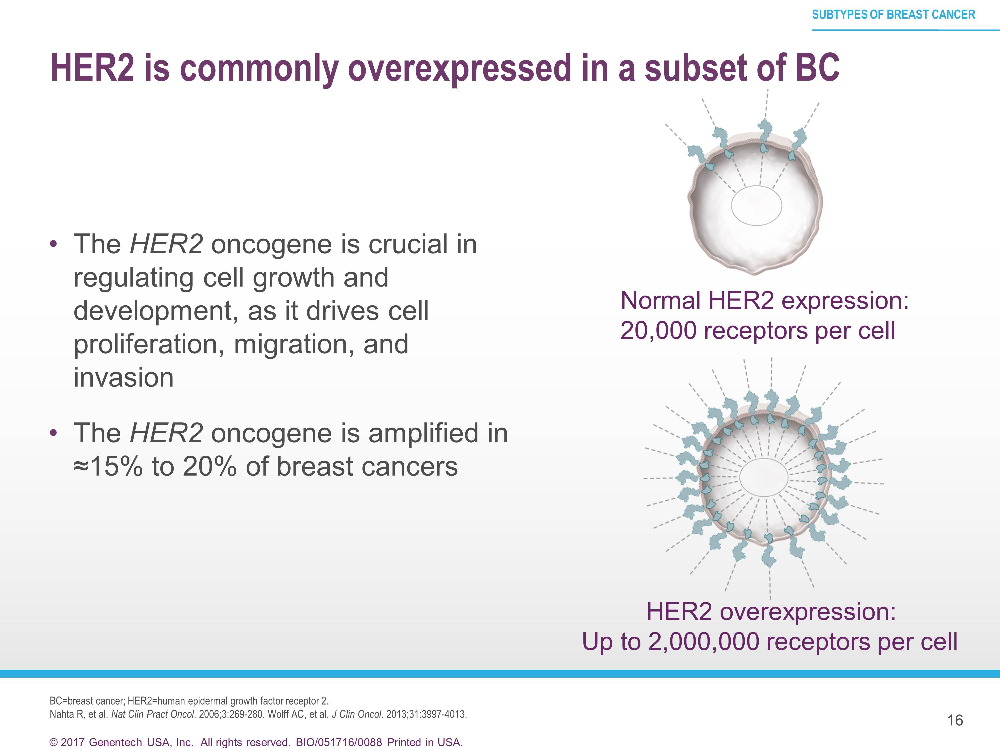 SUBTYPES OF BREAST CANCER
HER2 is commonly overexpressed in a subset of BC
• The HER2 oncogene is crucial in
regulating cell growth and
development, as it drives cell
proliferation, migration, and
invasion
• The HER2 oncogene is amplified in
≈15% to 20% of breast cancers
Normal HER2 expression:
20,000 receptors per cell
HER2 overexpression:
Up to 2,000,000 receptors per cell
BC=breast cancer; HER2=human epidermal growth factor receptor 2.
Nahta R, et al. Nat Clin Pract Oncol. 2006;3:269-280. Wolff AC, et al. J Clin Oncol. 2013;31:3997-4013.
16
© 2017 Genentech USA, Inc. All rights reserved. BIO/051716/0088 Printed in USA.